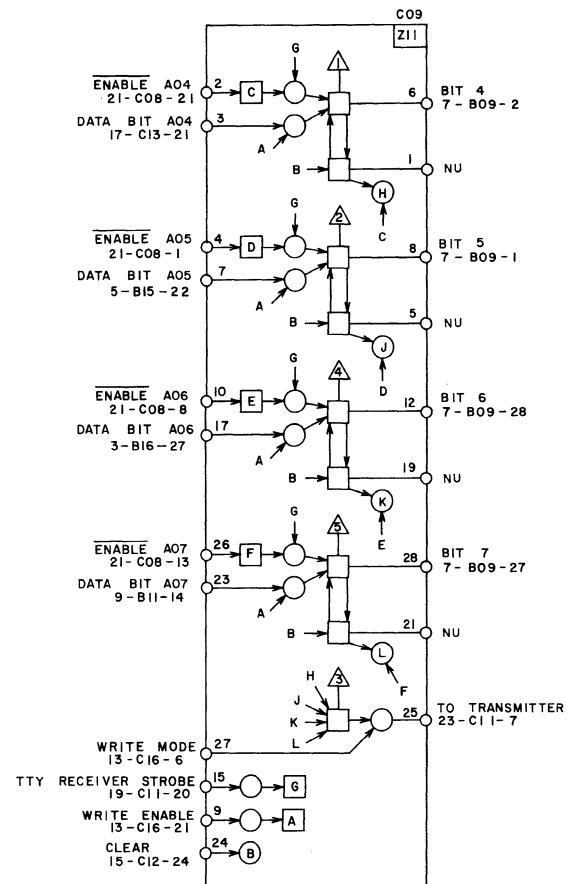 C09
Z11
G
1
ENABLE A04 2 C 6 BIT 4
21-C08-21 7-B09-2
DATA BIT A04 3
17-C13-21 A
B 1 NU
H
C
G
2
ENABLE A05 4 D 8 BIT 5
21-C08-1 7-B09-1
DATA BIT A05 7
5-B15-22 A
B 5 NU
J
D
G
4
ENABLE A06 10 E 12 BIT 6
21-C08-8 7-B09-28
DATA BIT A06 17
3-B16-27 A
B 19 NU
K
E
G
5
ENABLE A07 26 F 28 BIT 7
21-C08-13 7-B09-27
DATA BIT A07 23
9-B11-14 A
B 21 NU
L
F
H 3
J
K 25 TO TRANSMITTER
L 23-C11-7
WRITE MODE 27
13-C16-6
TTY RECEIVER STROBE 15 G
19-C11-20
WRITE ENABLE 9 A
13-C16-21
CLEAR 24 B
15-C12-24